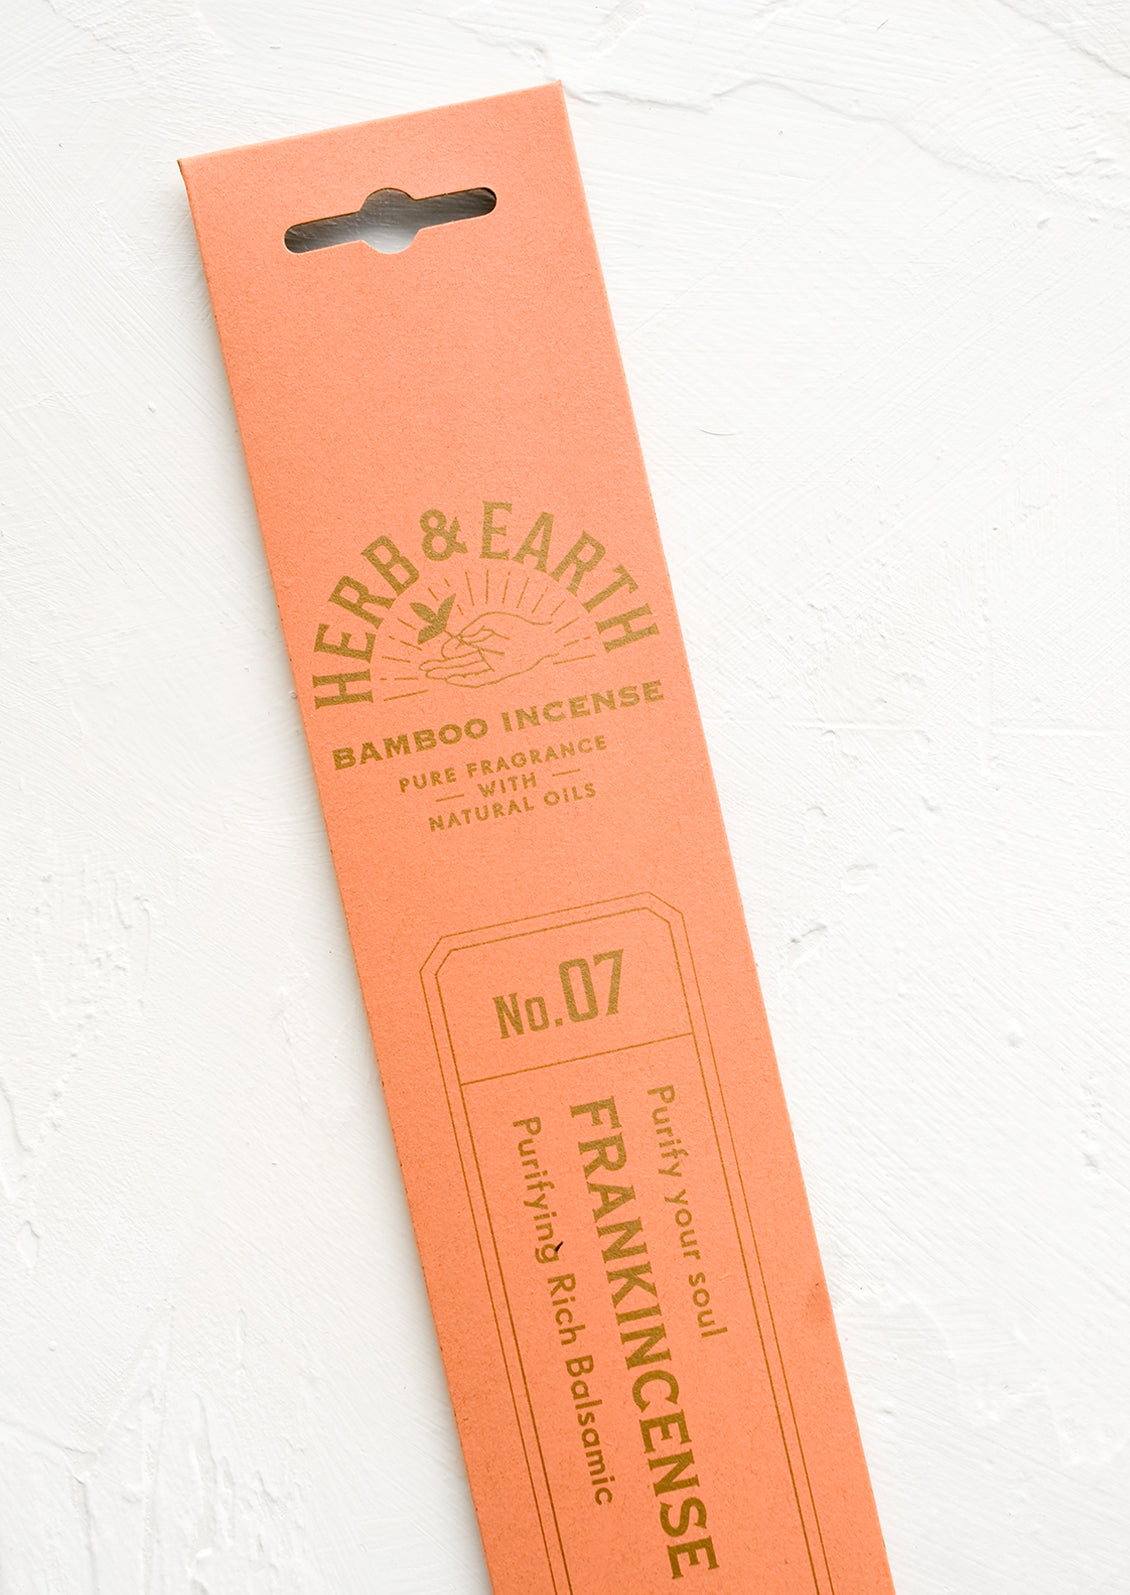 HERB & EARTH
BAMBOO INCENSE
PURE FRAGRANCE
WITH
NATURAL OILS
No.07
Purify your soul
FRANKINCENSE
Purifying Rich Balsamic